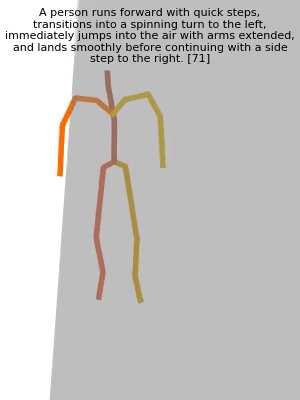 A person runs forward with quick steps,
transitions into a spinning turn to the left,
immediately jumps into the air with arms extended,
and lands smoothly before continuing with a side
step to the right. [71]